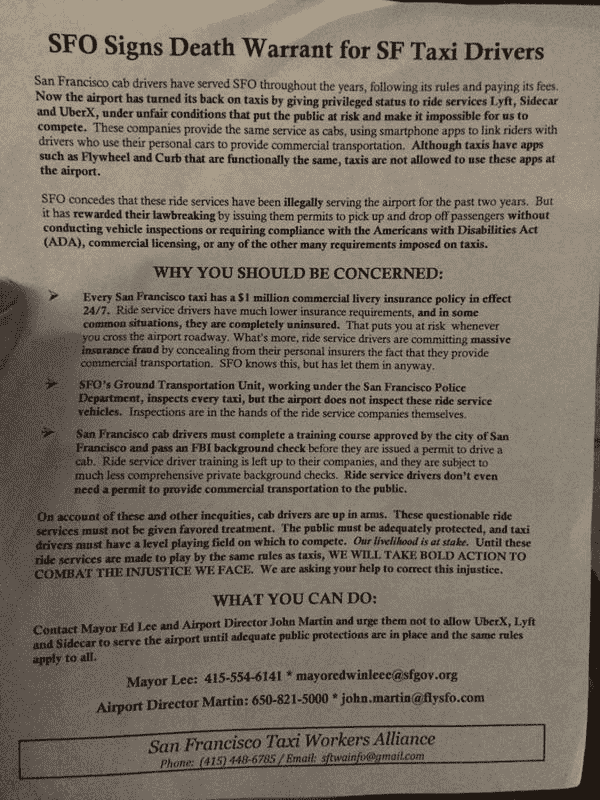 SFO Signs Death Warrant for SF Taxi Drivers
San Francisco cab drivers have served SFO throughout the years, following its rules and paying its fees.
Now the airport has turned its back on taxis by giving privileged status to ride services Lyft, Sidecar
and UberX, under unfair conditions that put the public at risk and make it impossible for us to
compete. These companies provide the same service as cabs, using smartphone apps to link riders with
drivers who use their personal cars to provide commercial transportation. Although taxis have apps
such as Flywheel and Curb that are functionally the same, taxis are not allowed to use these apps at
the airport.
SFO concedes that these ride services have been illegally serving the airport for the past two years. But
it has rewarded their lawbreaking by issuing them permits to pick up and drop off passengers without
conducting vehicle inspections or requiring compliance with the Americans with Disabilities Act
(ADA), commercial licensing, or any of the other many requirements imposed on taxis.
WHY YOU SHOULD BE CONCERNED:
➢ Every San Francisco taxi has a $1 million commercial livery insurance policy in effect
24/7. Ride service drivers have much lower insurance requirements, and in some
common situations, they are completely uninsured. That puts you at risk whenever
you cross the airport roadway. What's more, ride service drivers are committing massive
insurance fraud by concealing from their personal insurers the fact that they provide
commercial transportation. SFO knows this, but has let them in anyway.
➢ SFO's Ground Transportation Unit, working under the San Francisco Police
Department, inspects every taxi, but the airport does not inspect these ride service
vehicles. Inspections are in the hands of the ride service companies themselves.
➢ San Francisco cab drivers must complete a training course approved by the city of San
Francisco and pass an FBI background check before they are issued a permit to drive a
cab. Ride service driver training is left up to their companies, and they are subject to
much less comprehensive private background checks. Ride service drivers don't even
need a permit to provide commercial transportation to the public.
On account of these and other inequities, cab drivers are up in arms. These questionable ride
services must not be given favored treatment. The public must be adequately protected, and taxi
drivers must have a level playing field on which to compete. Our livelihood is at stake. Until these
ride services are made to play by the same rules as taxis, WE WILL TAKE BOLD ACTION TO
COMBAT THE INJUSTICE WE FACE. We are asking your help to correct this injustice.
WHAT YOU CAN DO:
Contact Mayor Ed Lee and Airport Director John Martin and urge them not to allow UberX, Lyft
and Sidecar to serve the airport until adequate public protections are in place and the same rules
apply to all.
Mayor Lee: 415-554-6141 * mayoredwinleee@sfgov.org
Airport Director Martin: 650-821-5000 * john.martin@flysfo.com
San Francisco Taxi Workers Alliance
Phone: (415) 448-6785 / Email: sftwainfo@gmail.com